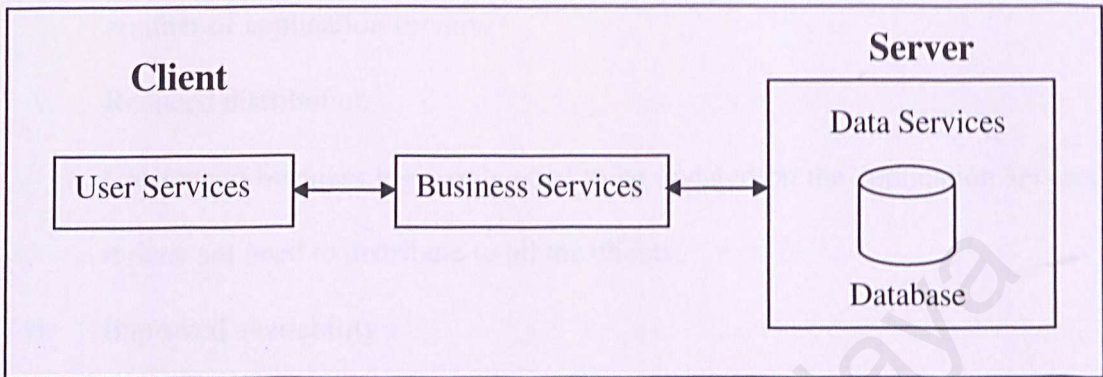 Client
Server
User Services
Business Services
Data Services
Database